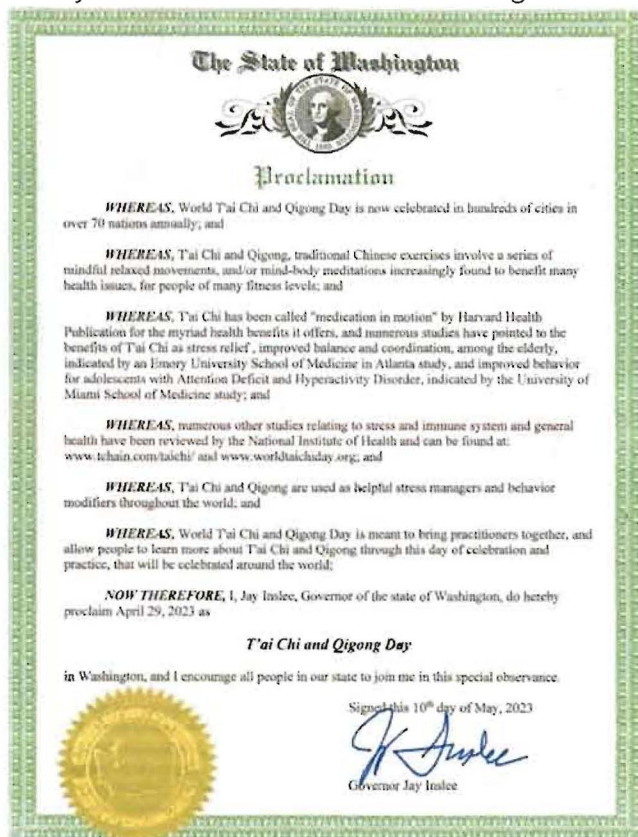 The State of Washington
Proclamation
WHEREAS, World T'ai Chi and Qigong Day is now celebrated in hundreds of cities in
over 70 nations annually; and
WHEREAS, T'ai Chi and Qigong, traditional Chinese exercises involve a series of
mindful relaxed movements, and/or mind-body meditations increasingly found to benefit many
health issues, for people of many fitness levels; and
WHEREAS, T'ai Chi has been called "medication in motion" by Harvard Health
Publication for the myriad health benefits it offers, and numerous studies have pointed to the
benefits of T'ai Chi as stress relief , improved balance and coordination, among the elderly,
indicated by an Emory University School of Medicine in Atlanta study, and improved behavior
for adolescents with Attention Deficit and Hyperactivity Disorder, indicated by the University of
Miami School of Medicine study; and
WHEREAS, numerous other studies relating to stress and immune system and general
health have been reviewed by the National Institute of Health and can be found at:
www.tchain.com/taichi/ and www.worldtaichiday.org; and
WHEREAS, T'ai Chi and Qigong are used as helpful stress managers and behavior
modifiers throughout the world; and
WHEREAS, World T'ai Chi and Qigong Day is meant to bring practitioners together, and
allow people to learn more about T'ai Chi and Qigong through this day of celebration and
practice, that will be celebrated around the world;
NOW THEREFORE, I, Jay Inslee, Governor of the state of Washington, do hereby
proclaim April 29, 2023 as
T'ai Chi and Qigong Day
in Washington, and I encourage all people in our state to join me in this special observance.
Signed this 10th day of May, 2023
Jay Inslee
Governor Jay Inslee